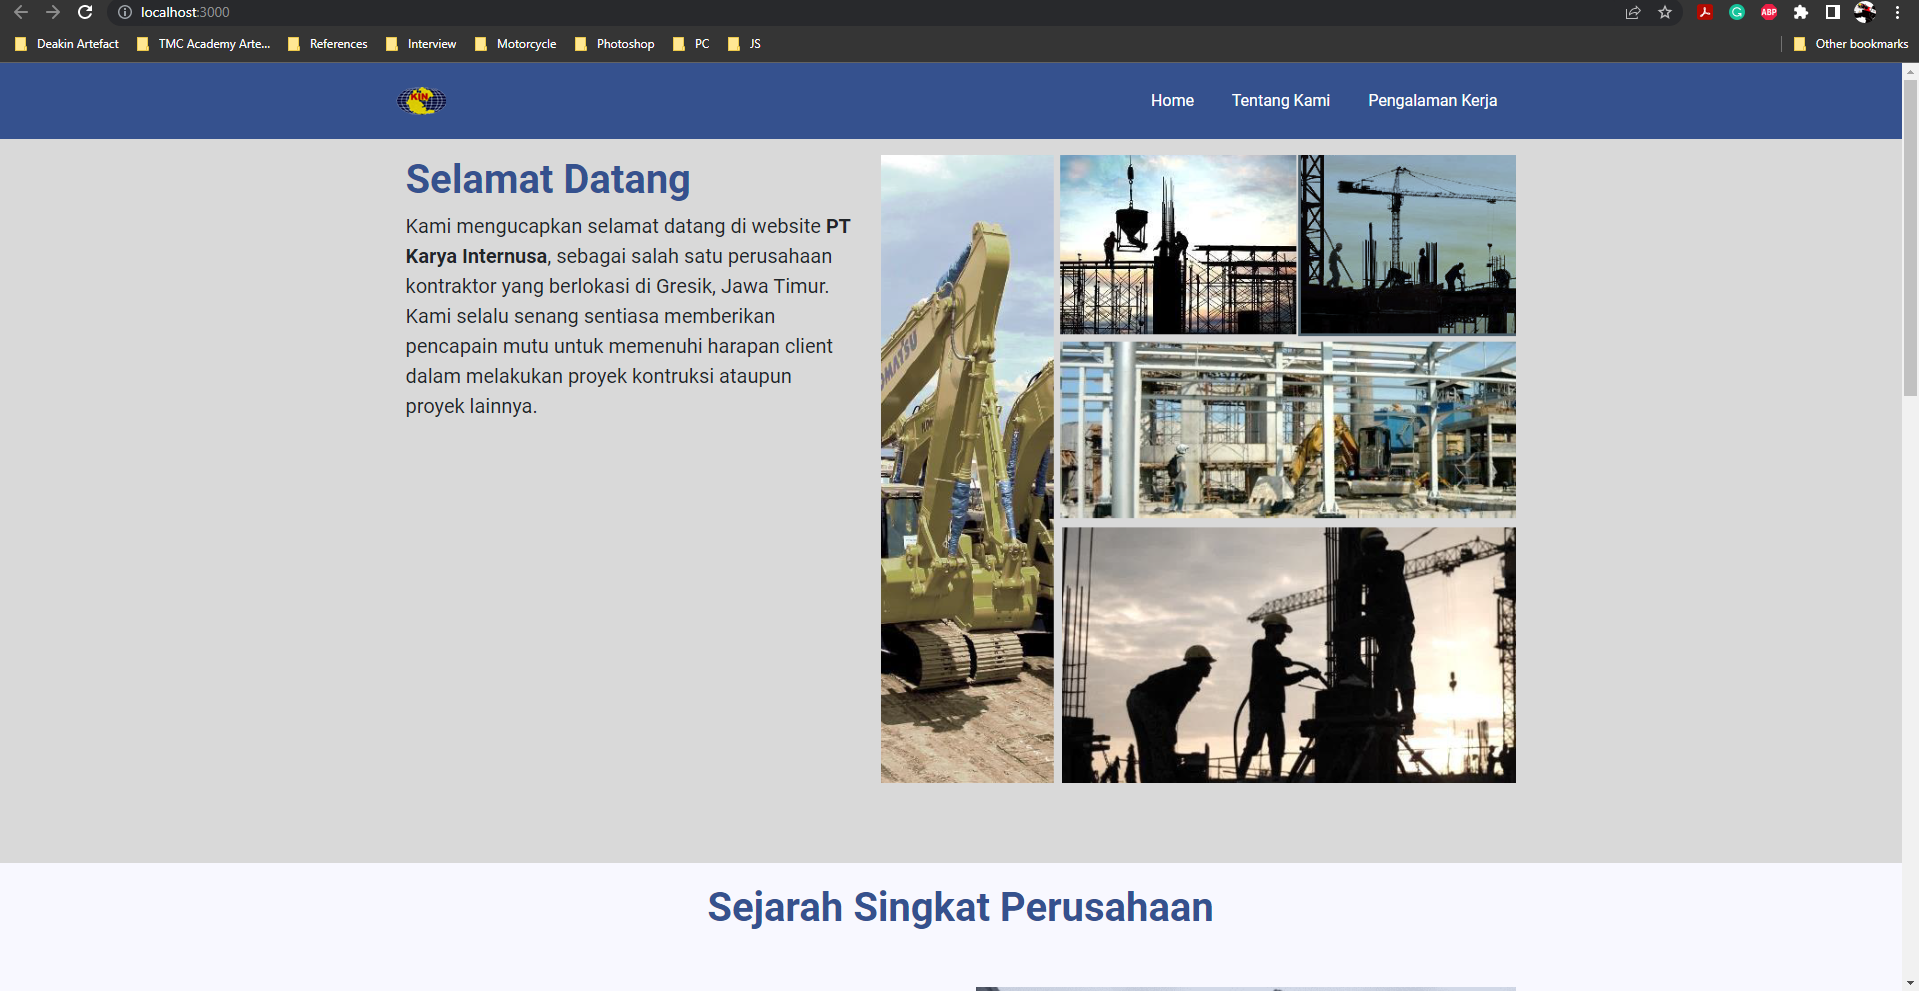 localhost:3000
Deakin Artefact
TMC Academy Arte...
References
Interview
Motorcycle
Photoshop
PC
JS
Other bookmarks
ABP
KIN
Home
Tentang Kami
Pengalaman Kerja
Selamat Datang
Kami mengucapkan selamat datang di website PT
Karya Internusa, sebagai salah satu perusahaan
kontraktor yang berlokasi di Gresik, Jawa Timur.
Kami selalu senang sentiasa memberikan
pencapain mutu untuk memenuhi harapan client
dalam melakukan proyek kontruksi ataupun
proyek lainnya.
Sejarah Singkat Perusahaan